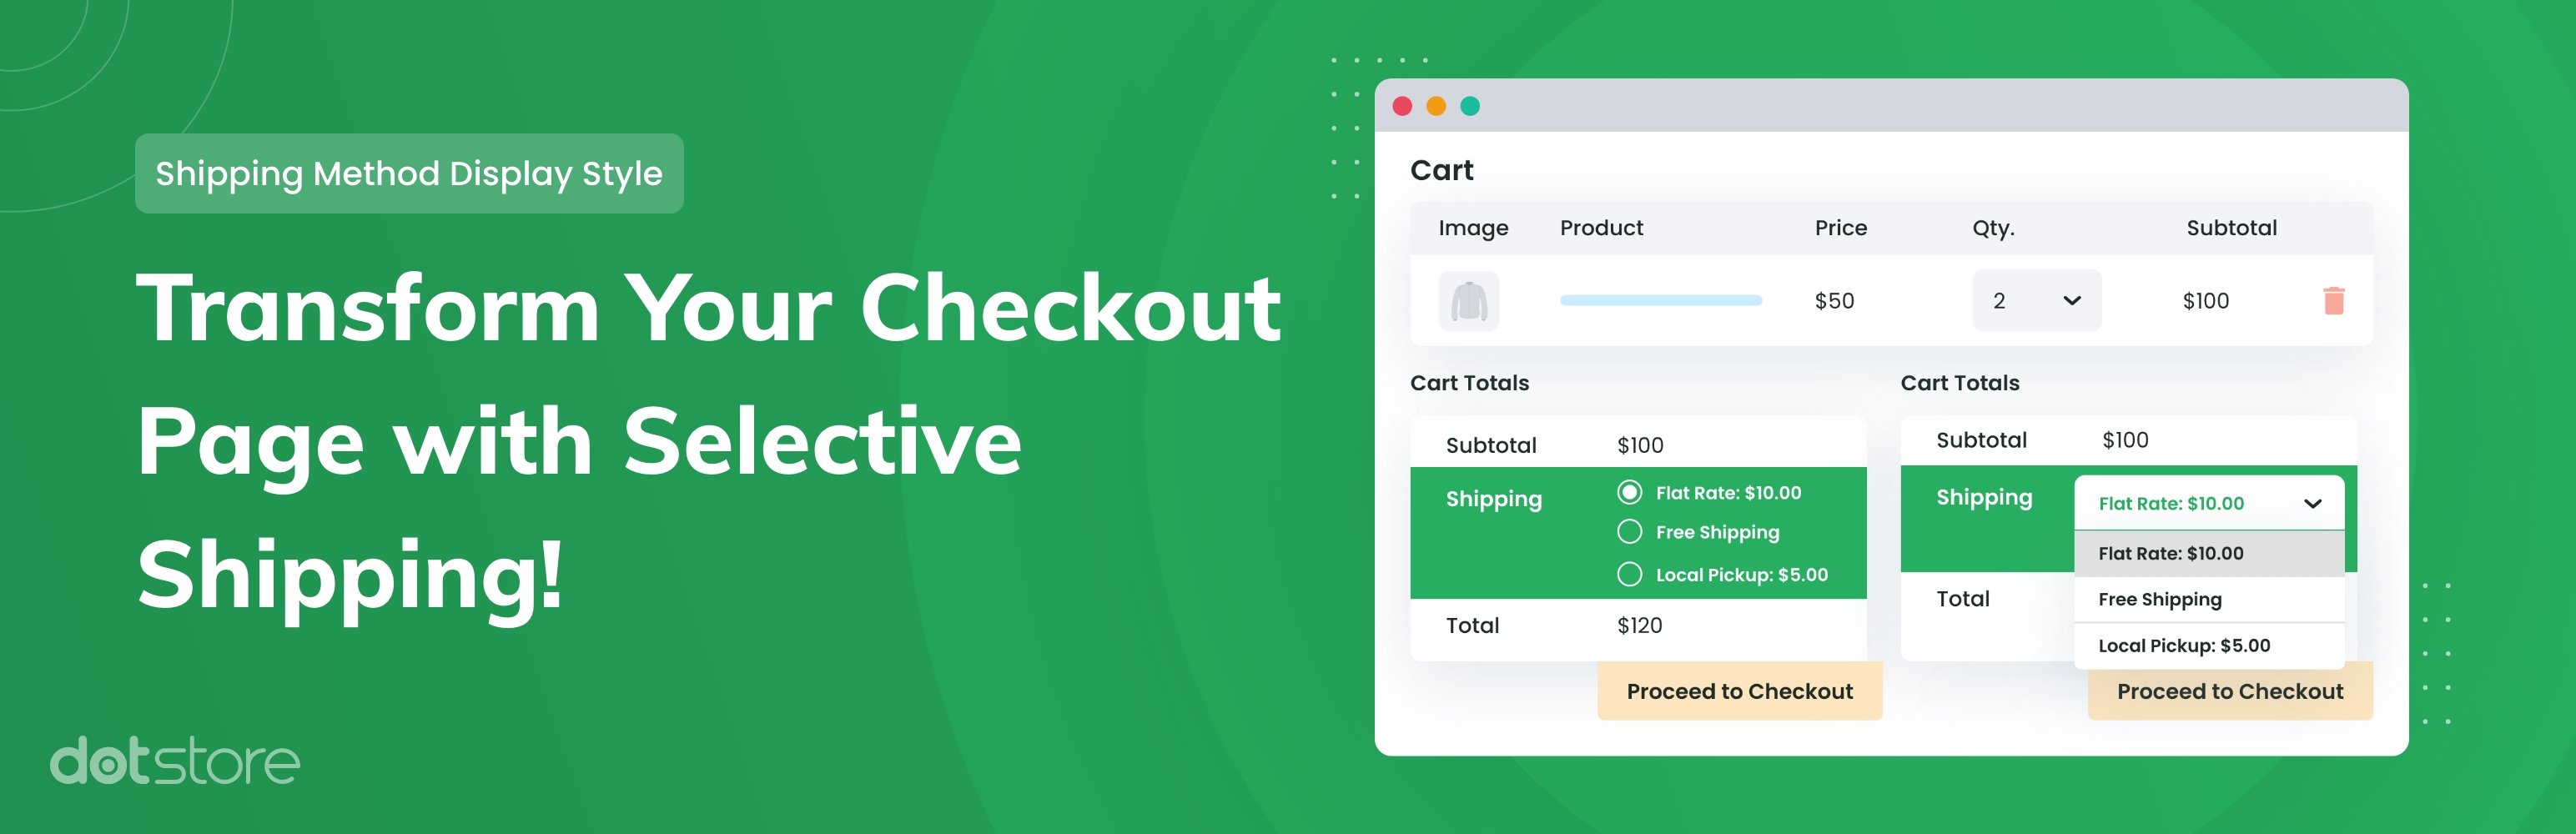 Shipping Method Display Style
Transform Your Checkout
Page with Selective
Shipping!
dotstore
Cart
Image Product Price Qty. Subtotal
$50 2 $100
Cart Totals
Subtotal $100
Shipping
Flat Rate: $10.00
Free Shipping
Local Pickup: $5.00
Total $120
Proceed to Checkout
Cart Totals
Subtotal $100
Shipping
Flat Rate: $10.00
Flat Rate: $10.00
Free Shipping
Local Pickup: $5.00
Total
Proceed to Checkout